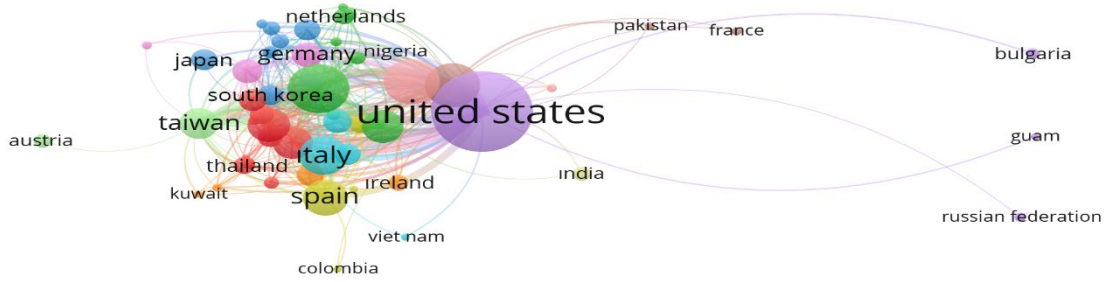 netherlands
pakistan
france
germany
nigeria
bulgaria
japan
south korea
united states
taiwan
guam
austria
italy
thailand
india
kuwait
ireland
spain
russian federation
viet nam
colombia